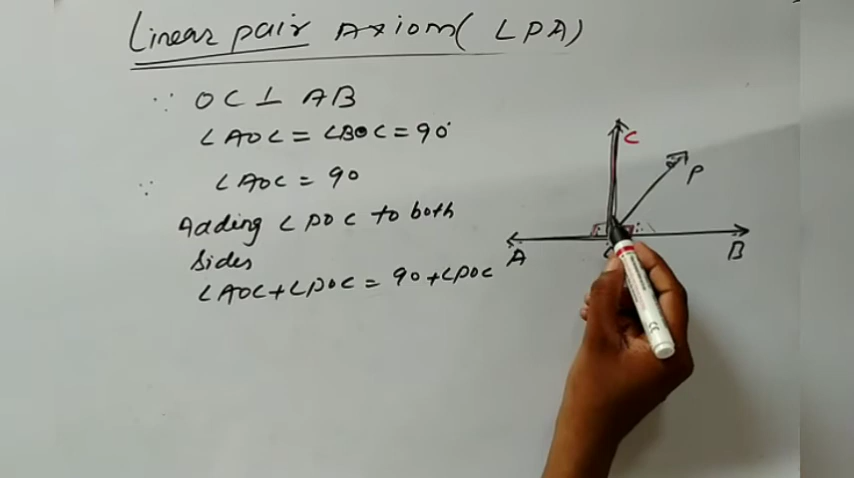 Linear pair Axiom ( LPA)
∵ OC ⊥ AB
∠AOC = ∠BOC = 90°
∵ ∠AOC = 90
Adding ∠POC to both
sides
∠AOC + ∠POC = 90 + ∠POC
C
P
A
B